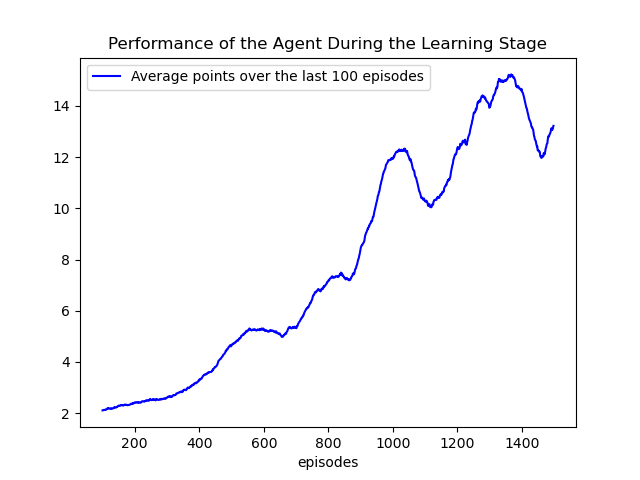 Performance of the Agent During the Learning Stage
Average points over the last 100 episodes
14
12
10
8
6
4
2
200 400 600 800 1000 1200 1400
episodes